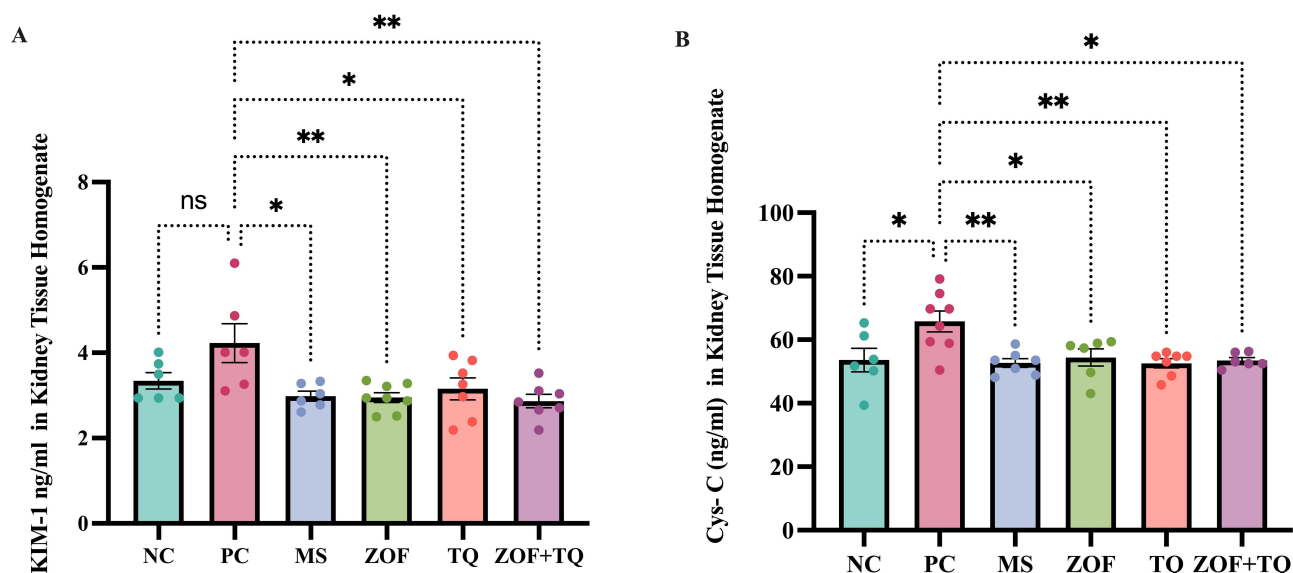 A
KIM-1 ng/ml in Kidney Tissue Homogenate
8
6
4
2
0
ns
*
**
*
**
NC PC MS ZOF TQ ZOF+TQ
B
Cys- C (ng/ml) in Kidney Tissue Homogenate
100
80
60
40
20
0
*
**
*
**
*
NC PC MS ZOF TQ ZOF+TQ